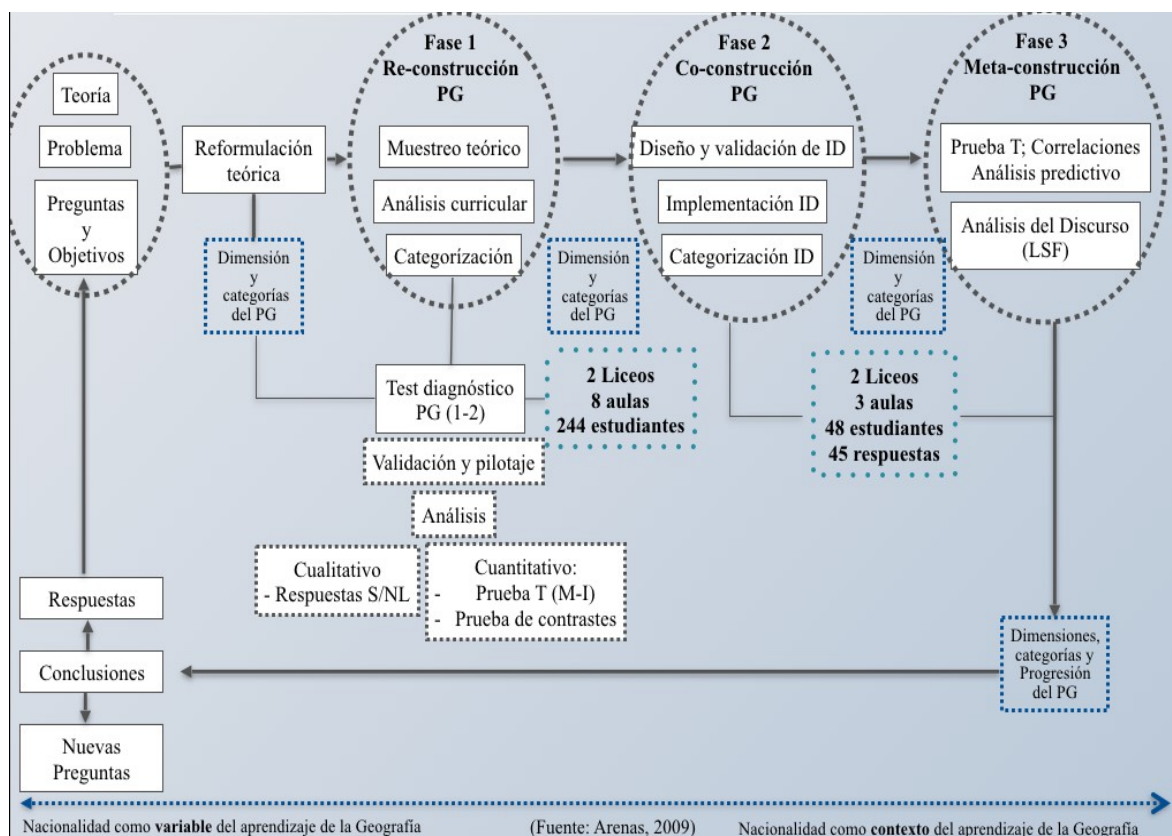 Teoría
Problema
Preguntas
y
Objetivos
Reformulación
teórica
Dimensión
y
categorías
del PG
Fase 1
Re-construcción
PG
Muestreo teórico
Análisis curricular
Categorización
Dimensión
y
categorías
del PG
Fase 2
Co-construcción
PG
Diseño y validación de ID
Implementación ID
Categorización ID
Dimensión
y
categorías
del PG
Fase 3
Meta-construcción
PG
Prueba T; Correlaciones
Análisis predictivo
Análisis del Discurso
(LSF)
Test diagnóstico
PG (1-2)
2 Liceos
8 aulas
244 estudiantes
2 Liceos
3 aulas
48 estudiantes
45 respuestas
Validación y pilotaje
Análisis
Cualitativo
- Respuestas S/NL
Cuantitativo:
- Prueba T (M-I)
- Prueba de contrastes
Dimensiones,
categorías y
Progresión
del PG
Respuestas
Conclusiones
Nuevas
Preguntas
Nacionalidad como variable del aprendizaje de la Geografía
(Fuente: Arenas, 2009)
Nacionalidad como contexto del aprendizaje de la Geografía